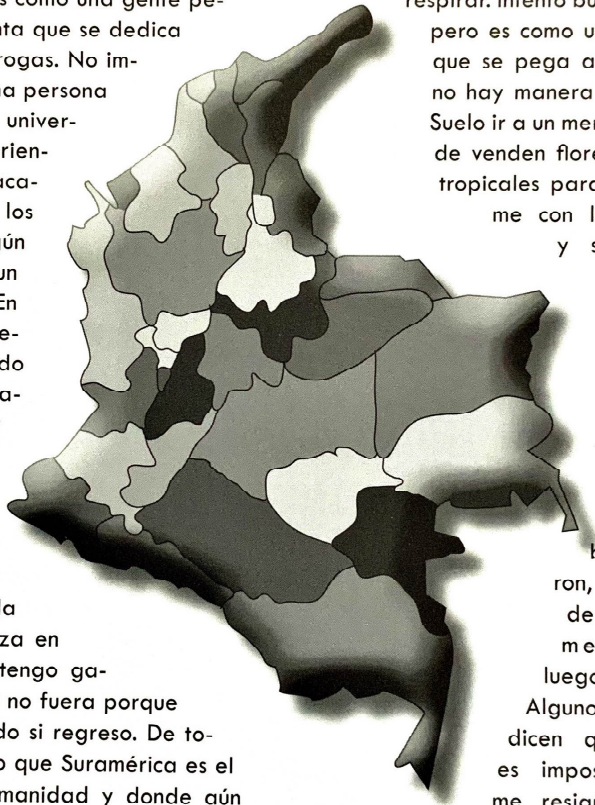 s como una gente pe-
nta que se dedica
rogas. No im-
na persona
univer-
rien-
aca-
los
gún
un
En
e-
do
a-
la
za en
tengo ga-
no fuera porque
do si regreso. De to-
o que Suramérica es el
manidad y donde aún
respirar. Intento bu
pero es como u
que se pega a
no hay manera
Suelo ir a un mer
de venden flore
tropicales para
me con l
y s
b
ron,
de
me
luego
Alguno
dicen q
es impos
me resig